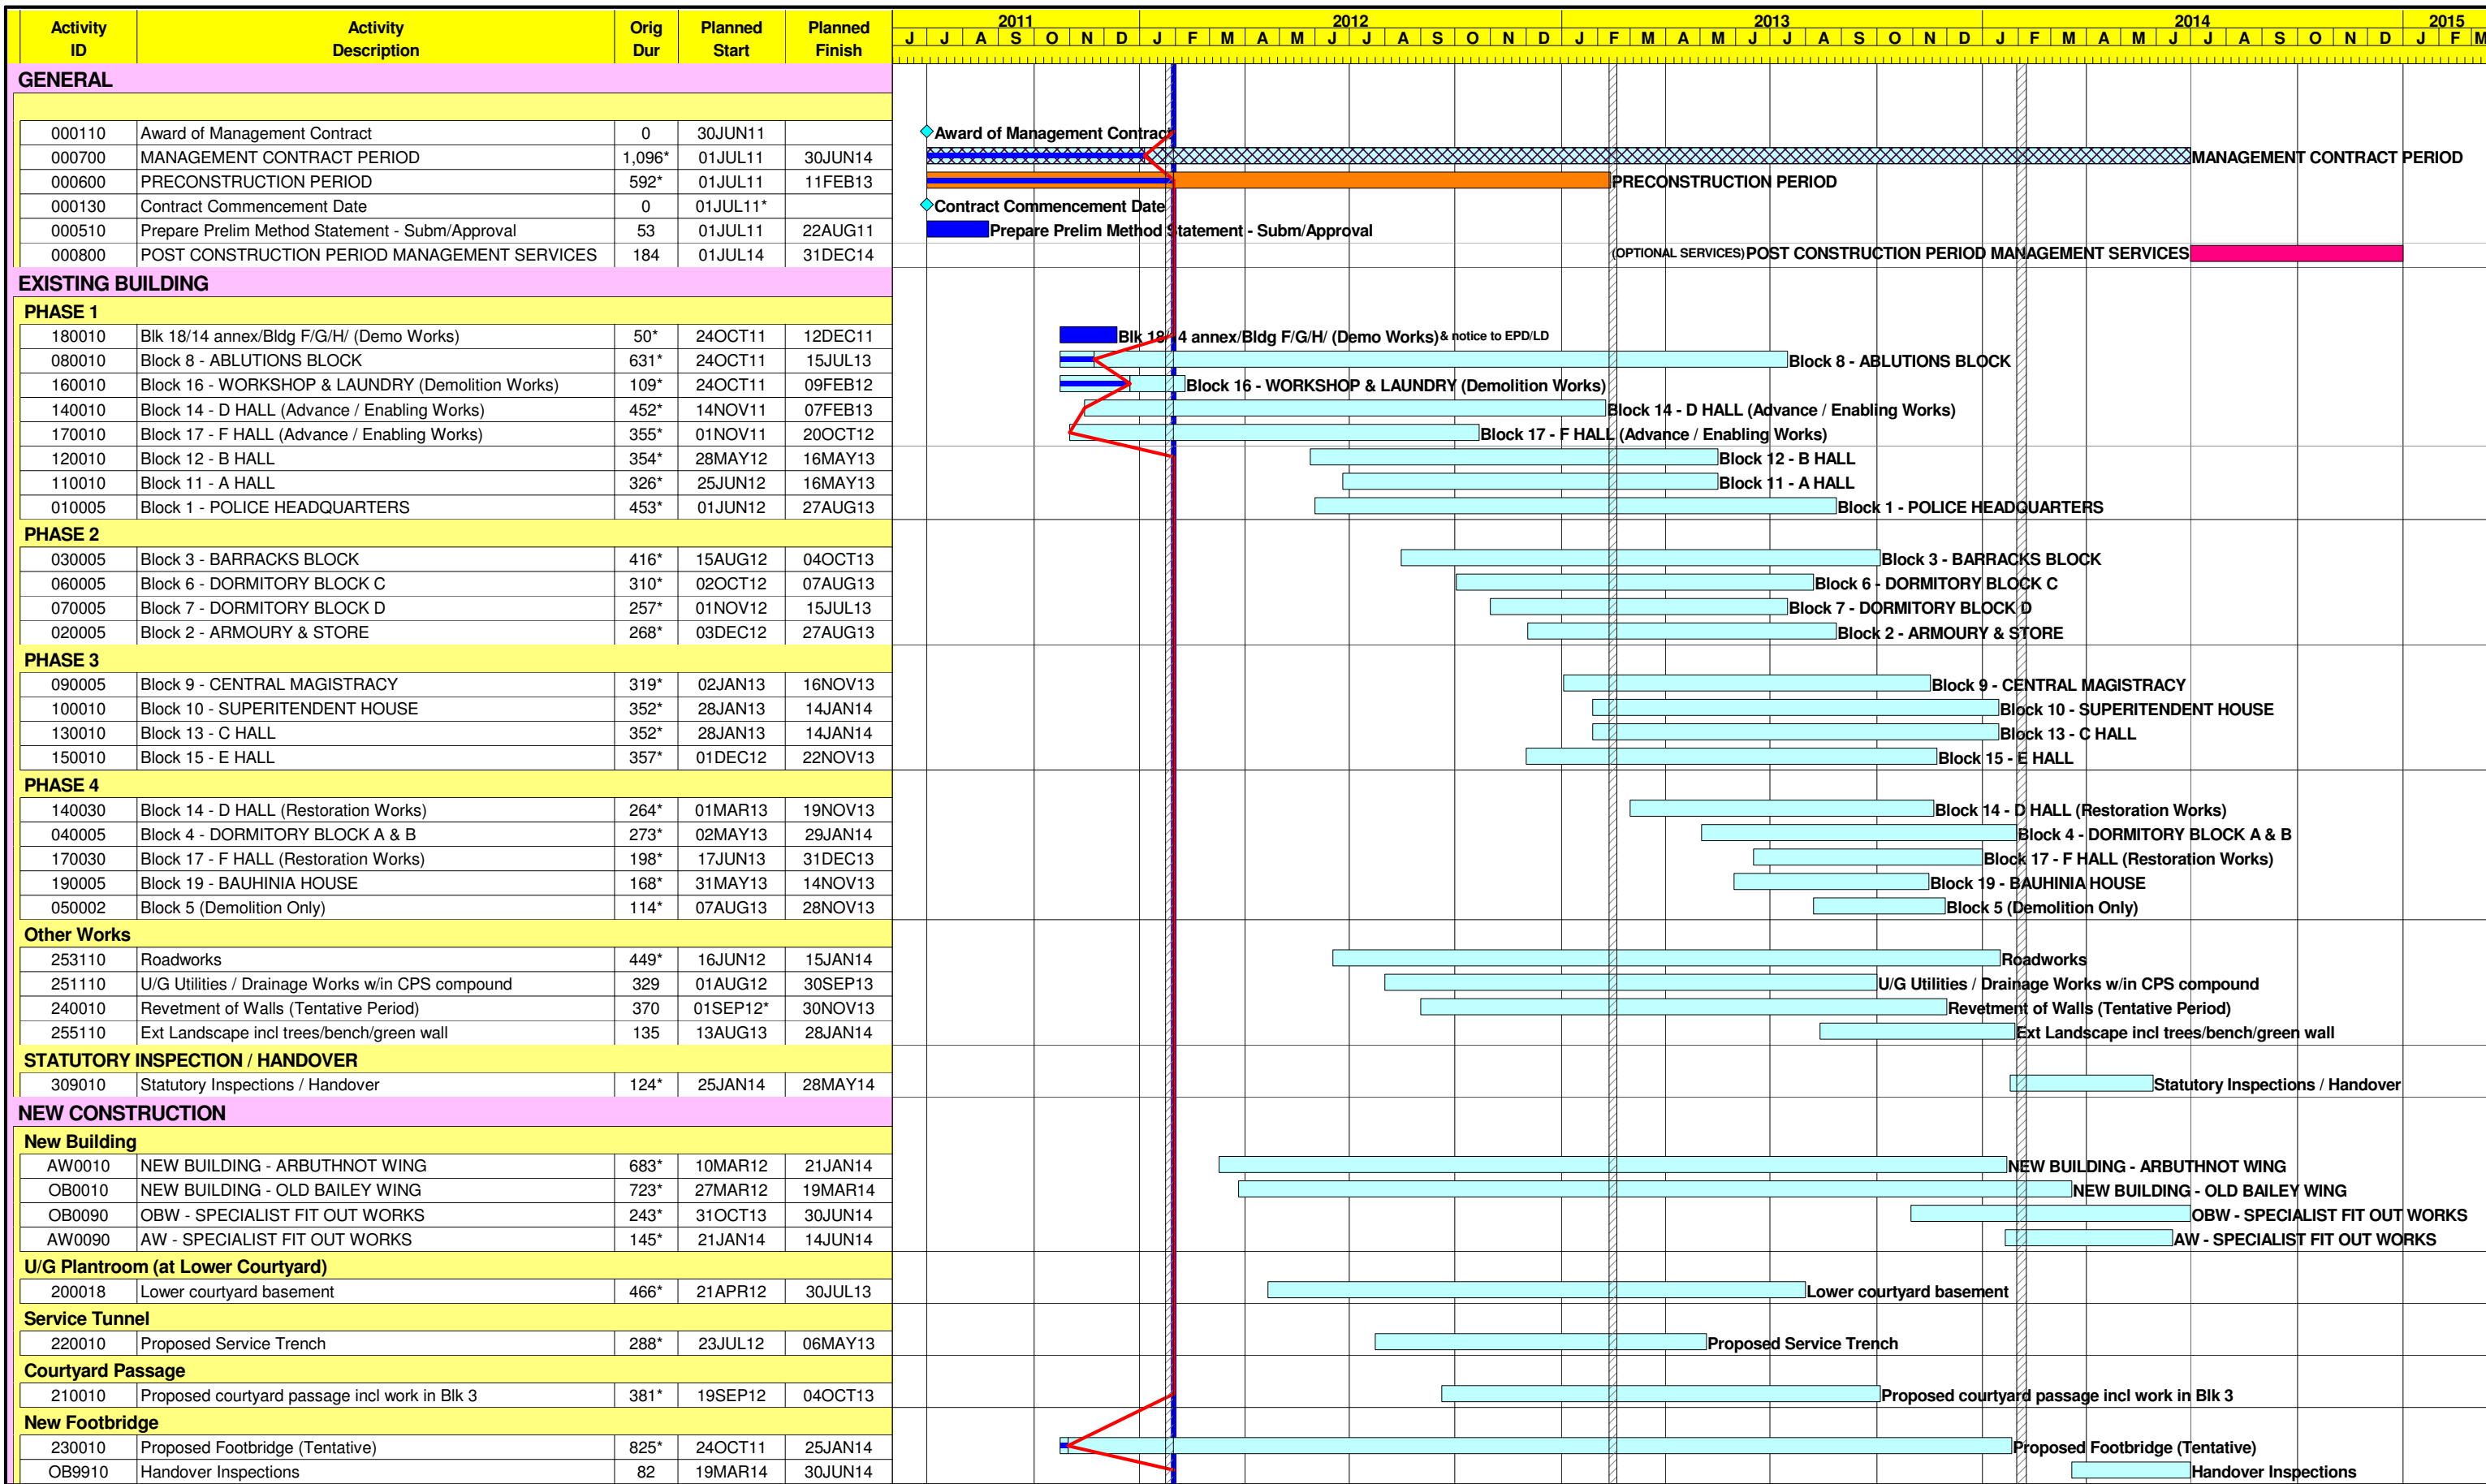 Activity ID Activity Description Orig Dur Planned Start Planned Finish 2011 2012 2013 2014 2015
J J A S O N D J F M A M J J A S O N D J F M A M J J A S O N D J F M A M J J A S O N D J F M
GENERAL
000110 Award of Management Contract 0 30JUN11 Award of Management Contract
000700 MANAGEMENT CONTRACT PERIOD 1,096* 01JUL11 30JUN14 MANAGEMENT CONTRACT PERIOD
000600 PRECONSTRUCTION PERIOD 592* 01JUL11 11FEB13 PRECONSTRUCTION PERIOD
000130 Contract Commencement Date 0 01JUL11* Contract Commencement Date
000510 Prepare Prelim Method Statement - Subm/Approval 53 01JUL11 22AUG11 Prepare Prelim Method Statement - Subm/Approval
000800 POST CONSTRUCTION PERIOD MANAGEMENT SERVICES 184 01JUL14 31DEC14 (OPTIONAL SERVICES) POST CONSTRUCTION PERIOD MANAGEMENT SERVICES
EXISTING BUILDING
PHASE 1
180010 Blk 18/14 annex/Bldg F/G/H/ (Demo Works) 50* 24OCT11 12DEC11 Blk 18/14 annex/Bldg F/G/H/ (Demo Works) & notice to EPD/LD
080010 Block 8 - ABLUTIONS BLOCK 631* 24OCT11 15JUL13 Block 8 - ABLUTIONS BLOCK
160010 Block 16 - WORKSHOP & LAUNDRY (Demolition Works) 109* 24OCT11 09FEB12 Block 16 - WORKSHOP & LAUNDRY (Demolition Works)
140010 Block 14 - D HALL (Advance / Enabling Works) 452* 14NOV11 07FEB13 Block 14 - D HALL (Advance / Enabling Works)
170010 Block 17 - F HALL (Advance / Enabling Works) 355* 01NOV11 20OCT12 Block 17 - F HALL (Advance / Enabling Works)
120010 Block 12 - B HALL 354* 28MAY12 16MAY13 Block 12 - B HALL
110010 Block 11 - A HALL 326* 25JUN12 16MAY13 Block 11 - A HALL
010005 Block 1 - POLICE HEADQUARTERS 453* 01JUN12 27AUG13 Block 1 - POLICE HEADQUARTERS
PHASE 2
030005 Block 3 - BARRACKS BLOCK 416* 15AUG12 04OCT13 Block 3 - BARRACKS BLOCK
060005 Block 6 - DORMITORY BLOCK C 310* 02OCT12 07AUG13 Block 6 - DORMITORY BLOCK C
070005 Block 7 - DORMITORY BLOCK D 257* 01NOV12 15JUL13 Block 7 - DORMITORY BLOCK D
020005 Block 2 - ARMOURY & STORE 268* 03DEC12 27AUG13 Block 2 - ARMOURY & STORE
PHASE 3
090005 Block 9 - CENTRAL MAGISTRACY 319* 02JAN13 16NOV13 Block 9 - CENTRAL MAGISTRACY
100010 Block 10 - SUPERITENDENT HOUSE 352* 28JAN13 14JAN14 Block 10 - SUPERITENDENT HOUSE
130010 Block 13 - C HALL 352* 28JAN13 14JAN14 Block 13 - C HALL
150010 Block 15 - E HALL 357* 01DEC12 22NOV13 Block 15 - E HALL
PHASE 4
140030 Block 14 - D HALL (Restoration Works) 264* 01MAR13 19NOV13 Block 14 - D HALL (Restoration Works)
040005 Block 4 - DORMITORY BLOCK A & B 273* 02MAY13 29JAN14 Block 4 - DORMITORY BLOCK A & B
170030 Block 17 - F HALL (Restoration Works) 198* 17JUN13 31DEC13 Block 17 - F HALL (Restoration Works)
190005 Block 19 - BAUHINIA HOUSE 168* 31MAY13 14NOV13 Block 19 - BAUHINIA HOUSE
050002 Block 5 (Demolition Only) 114* 07AUG13 28NOV13 Block 5 (Demolition Only)
Other Works
253110 Roadworks 449* 16JUN12 15JAN14 Roadworks
251110 U/G Utilities / Drainage Works w/in CPS compound 329 01AUG12 30SEP13 U/G Utilities / Drainage Works w/in CPS compound
240010 Revetment of Walls (Tentative Period) 370 01SEP12* 30NOV13 Revetment of Walls (Tentative Period)
255110 Ext Landscape incl trees/bench/green wall 135 13AUG13 28JAN14 Ext Landscape incl trees/bench/green wall
STATUTORY INSPECTION / HANDOVER
309010 Statutory Inspections / Handover 124* 25JAN14 28MAY14 Statutory Inspections / Handover
NEW CONSTRUCTION
New Building
AW0010 NEW BUILDING - ARBUTHNOT WING 683* 10MAR12 21JAN14 NEW BUILDING - ARBUTHNOT WING
OB0010 NEW BUILDING - OLD BAILEY WING 723* 27MAR12 19MAR14 NEW BUILDING - OLD BAILEY WING
OB0090 OBW - SPECIALIST FIT OUT WORKS 243* 31OCT13 30JUN14 OBW - SPECIALIST FIT OUT WORKS
AW0090 AW - SPECIALIST FIT OUT WORKS 145* 21JAN14 14JUN14 AW - SPECIALIST FIT OUT WORKS
U/G Plantroom (at Lower Courtyard)
200018 Lower courtyard basement 466* 21APR12 30JUL13 Lower courtyard basement
Service Tunnel
220010 Proposed Service Trench 288* 23JUL12 06MAY13 Proposed Service Trench
Courtyard Passage
210010 Proposed courtyard passage incl work in Blk 3 381* 19SEP12 04OCT13 Proposed courtyard passage incl work in Blk 3
New Footbridge
230010 Proposed Footbridge (Tentative) 825* 24OCT11 25JAN14 Proposed Footbridge (Tentative)
OB9910 Handover Inspections 82 19MAR14 30JUN14 Handover Inspections